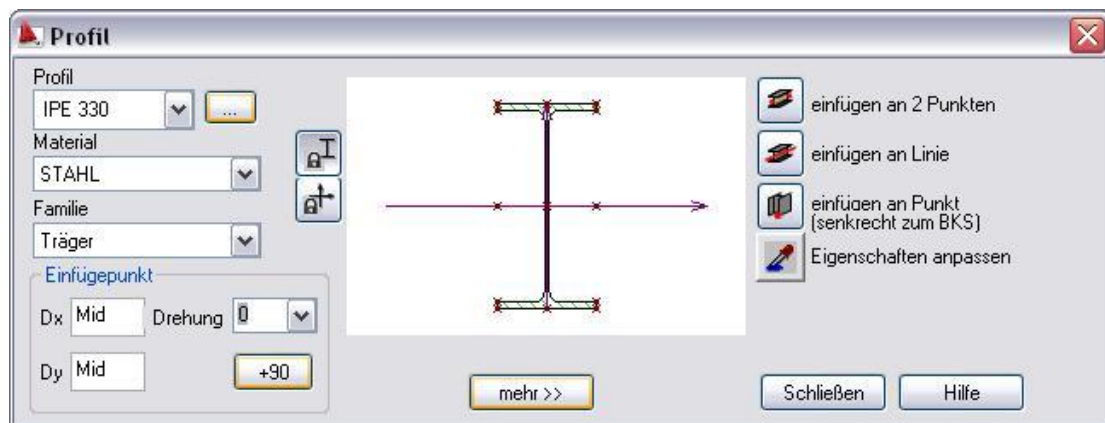 Profil
Profil
IPE 330
...
Material
STAHL
Familie
Träger
Einfügepunkt
Dx Mid Drehung 0
Dy Mid +90
mehr >>
einfügen an 2 Punkten
einfügen an Linie
einfügen an Punkt
(senkrecht zum BKS)
Eigenschaften anpassen
Schließen Hilfe